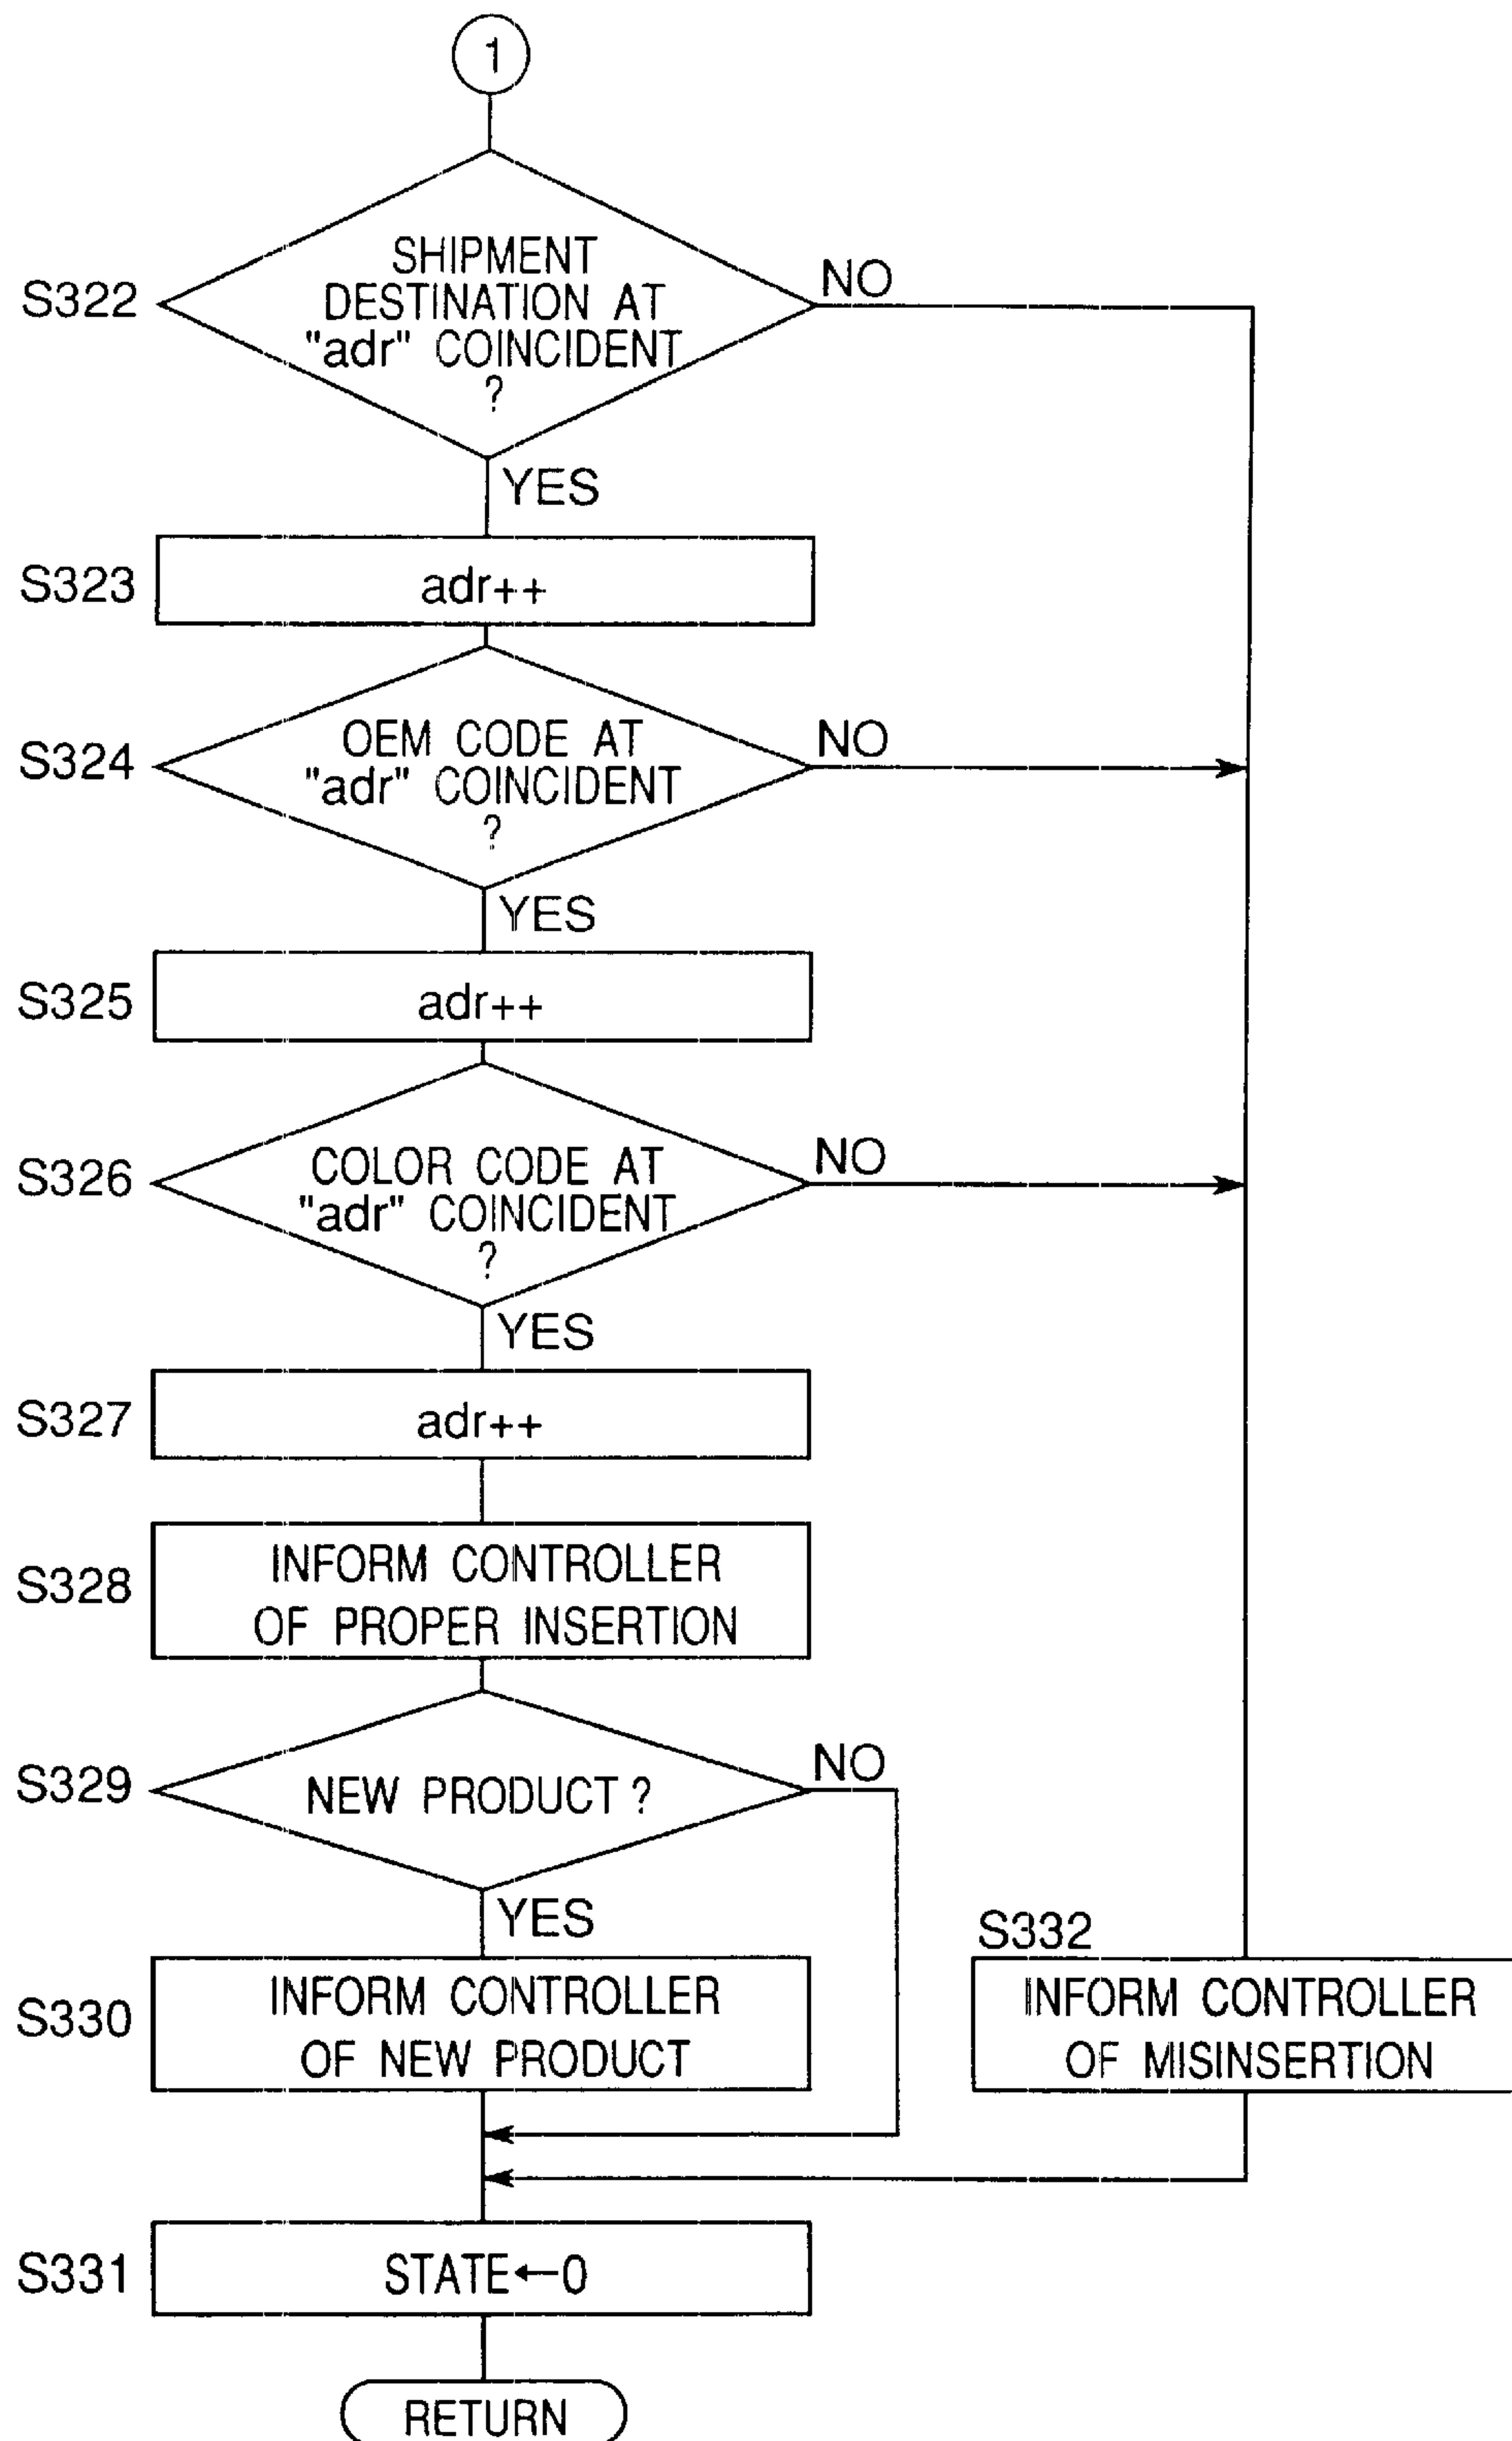 1
S322
SHIPMENT
DESTINATION AT
"adr" COINCIDENT
?
NO
YES
S323
adr++
S324
OEM CODE AT
"adr" COINCIDENT
?
NO
YES
S325
adr++
S326
COLOR CODE AT
"adr" COINCIDENT
?
NO
YES
S327
adr++
S328
INFORM CONTROLLER
OF PROPER INSERTION
S329
NEW PRODUCT ?
NO
YES
S330
INFORM CONTROLLER
OF NEW PRODUCT
S332
INFORM CONTROLLER
OF MISINSERTION
S331
STATE←0
RETURN